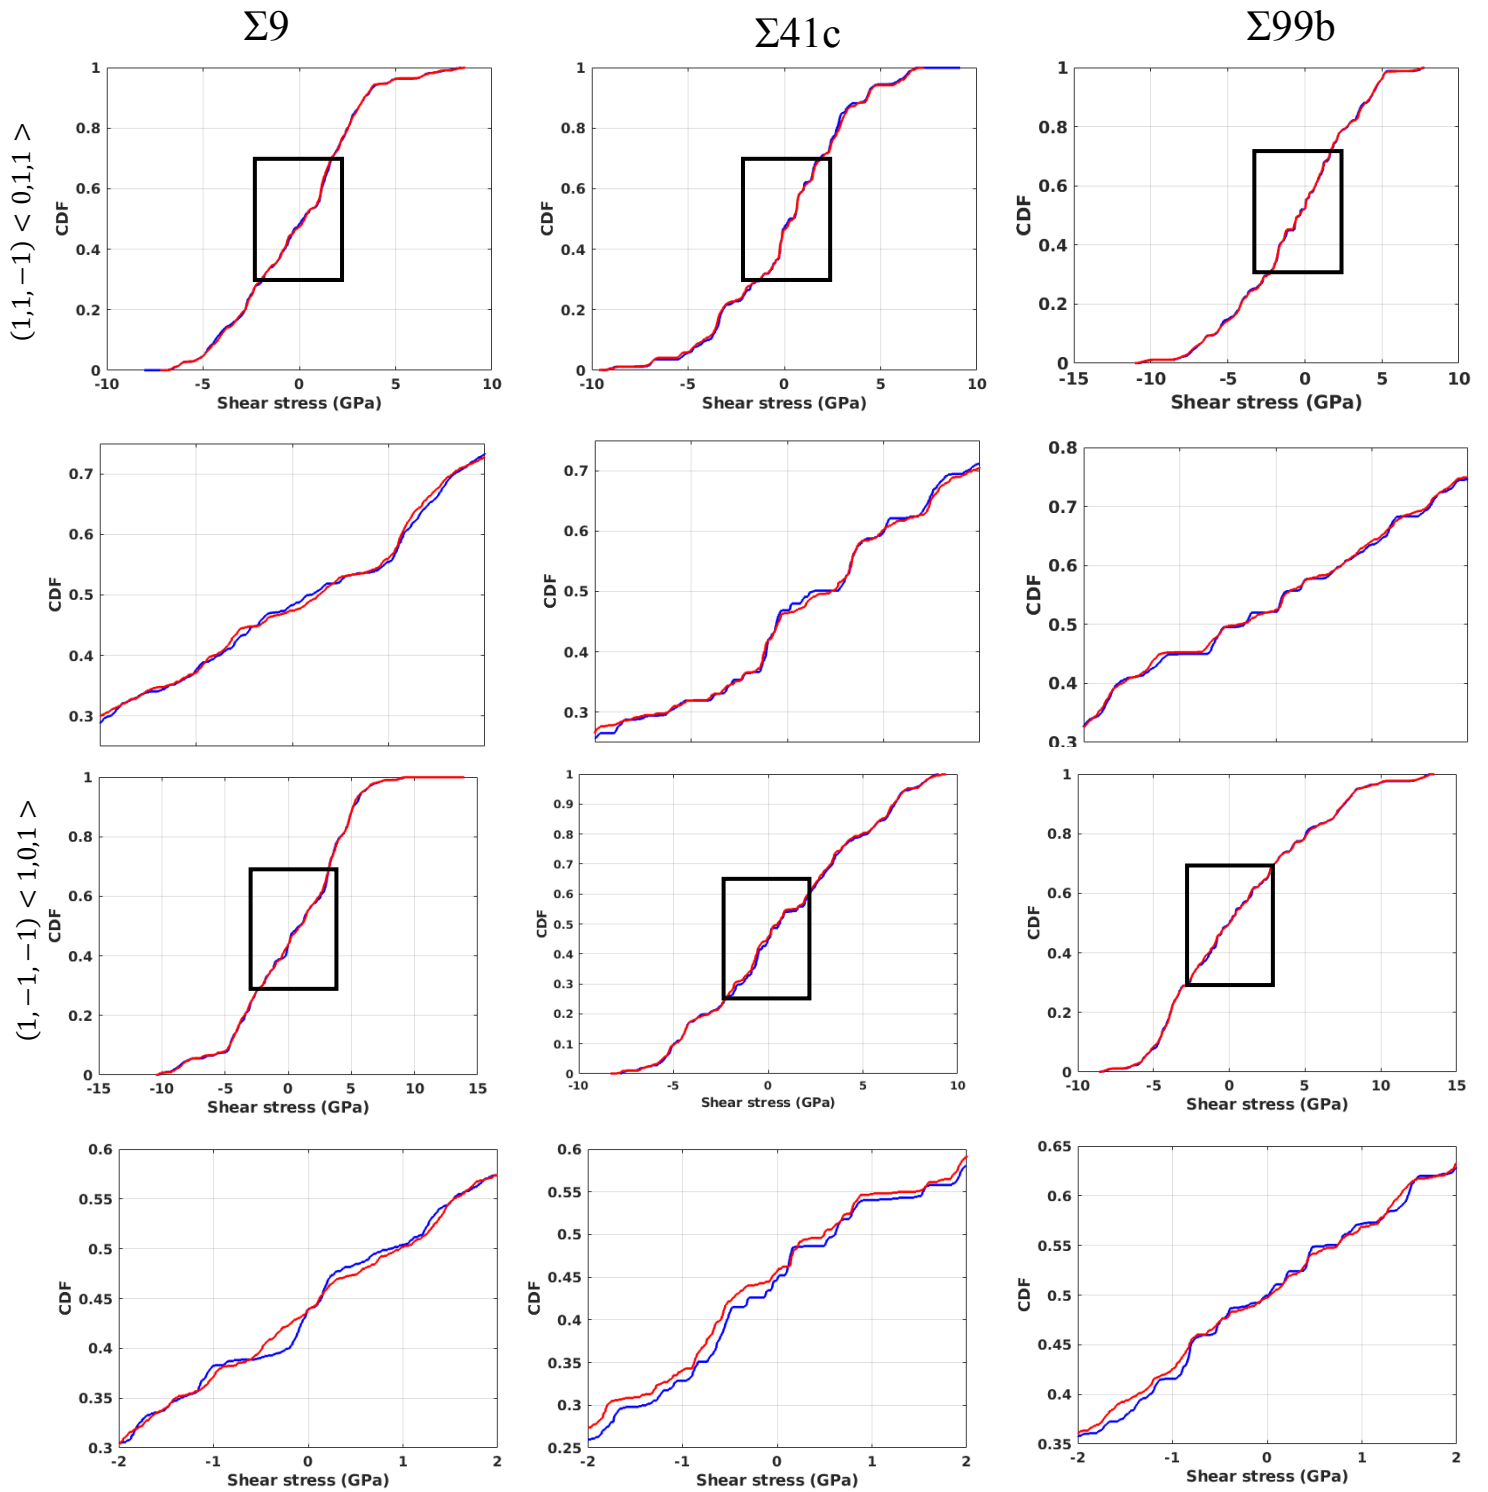 Σ9
Σ41c
Σ99b
(1,1,−1) < 0,1,1 >
CDF
1
0.8
0.6
0.4
0.2
0
-10 -5 0 5 10
Shear stress (GPa)
CDF
1
0.8
0.6
0.4
0.2
0
-10 -5 0 5 10
Shear stress (GPa)
CDF
1
0.8
0.6
0.4
0.2
0
-15 -10 -5 0 5 10
Shear stress (GPa)
CDF
0.7
0.6
0.5
0.4
0.3
CDF
0.7
0.6
0.5
0.4
0.3
CDF
0.8
0.7
0.6
0.5
0.4
0.3
(1,−1,−1) < 1,0,1 >
CDF
1
0.8
0.6
0.4
0.2
0
-15 -10 -5 0 5 10 15
Shear stress (GPa)
CDF
1
0.9
0.8
0.7
0.6
0.5
0.4
0.3
0.2
0.1
0
-10 -5 0 5 10
Shear stress (GPa)
CDF
1
0.8
0.6
0.4
0.2
0
-10 -5 0 5 10 15
Shear stress (GPa)
CDF
0.6
0.55
0.5
0.45
0.4
0.35
0.3
-2 -1 0 1 2
Shear stress (GPa)
CDF
0.6
0.55
0.5
0.45
0.4
0.35
0.3
0.25
-2 -1 0 1 2
Shear stress (GPa)
CDF
0.65
0.6
0.55
0.5
0.45
0.4
0.35
-2 -1 0 1 2
Shear stress (GPa)